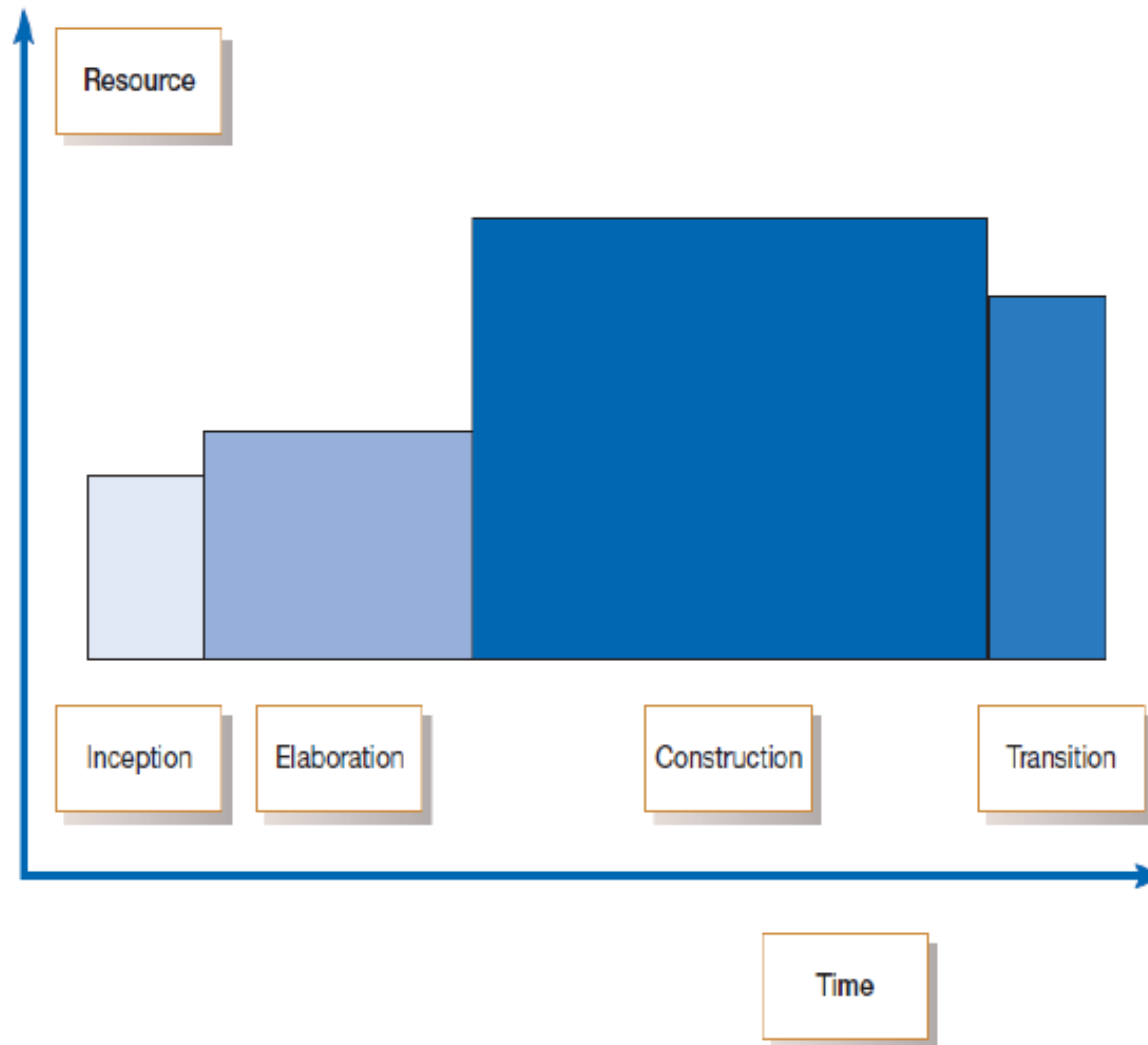 Resource
Inception
Elaboration
Construction
Transition
Time